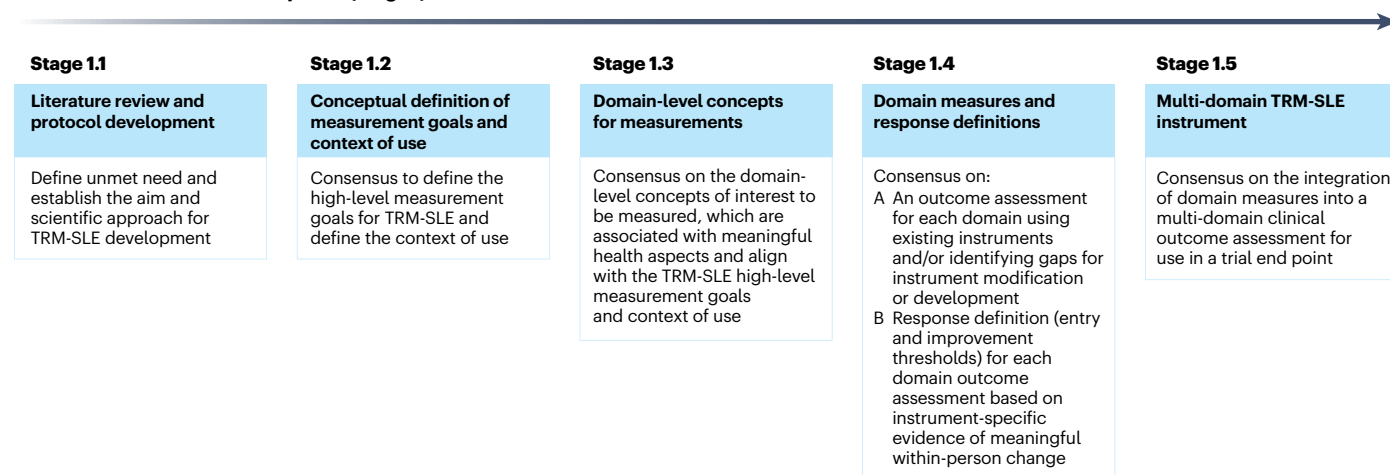 Stage 1.1
Literature review and
protocol development
Define unmet need and
establish the aim and
scientific approach for
TRM-SLE development
Stage 1.2
Conceptual definition of
measurement goals and
context of use
Consensus to define the
high-level measurement
goals for TRM-SLE and
define the context of use
Stage 1.3
Domain-level concepts
for measurements
Consensus on the domain-
level concepts of interest to
be measured, which are
associated with meaningful
health aspects and align
with the TRM-SLE high-level
measurement goals
and context of use
Stage 1.4
Domain measures and
response definitions
Consensus on:
A An outcome assessment
for each domain using
existing instruments
and/or identifying gaps for
instrument modification
or development
B Response definition (entry
and improvement
thresholds) for each
domain outcome
assessment based on
instrument-specific
evidence of meaningful
within-person change
Stage 1.5
Multi-domain TRM-SLE
instrument
Consensus on the integration
of domain measures into a
multi-domain clinical
outcome assessment for
use in a trial end point